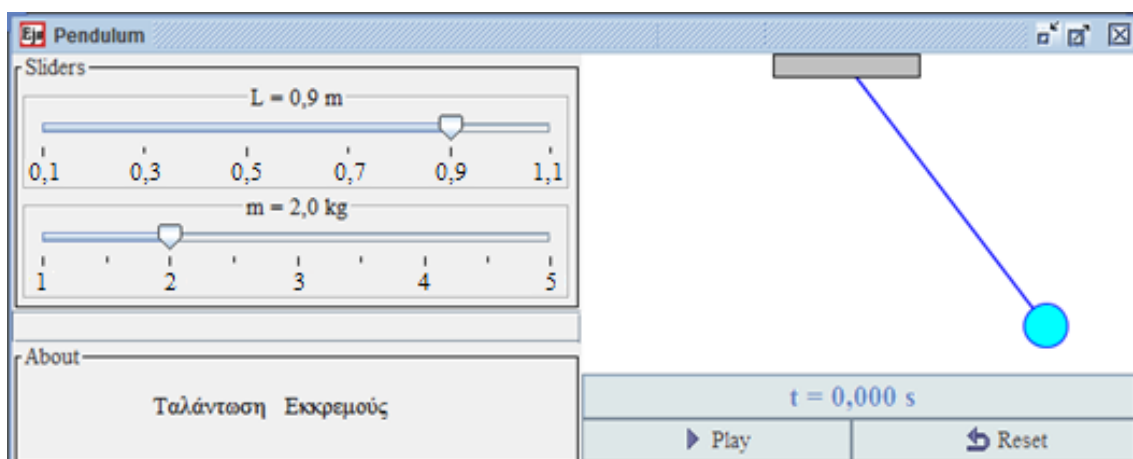 Ejs Pendulum
Sliders
L = 0,9 m
0,1 0,3 0,5 0,7 0,9 1,1
m = 2,0 kg
1 2 3 4 5
About
Ταλάντωση Εκκρεμούς
t = 0,000 s
Play Reset